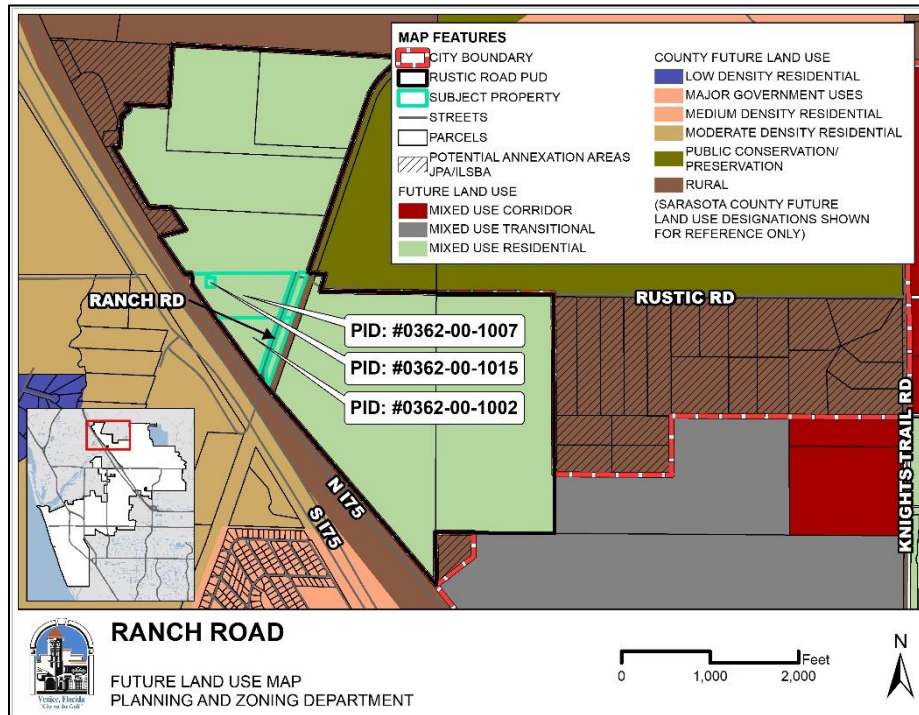 MAP FEATURES
CITY BOUNDARY
RUSTIC ROAD PUD
SUBJECT PROPERTY
STREETS
PARCELS
POTENTIAL ANNEXATION AREAS
JPA/ILSBA
FUTURE LAND USE
MIXED USE CORRIDOR
MIXED USE TRANSITIONAL
MIXED USE RESIDENTIAL
COUNTY FUTURE LAND USE
LOW DENSITY RESIDENTIAL
MAJOR GOVERNMENT USES
MEDIUM DENSITY RESIDENTIAL
MODERATE DENSITY RESIDENTIAL
PUBLIC CONSERVATION/
PRESERVATION
RURAL
(SARASOTA COUNTY FUTURE
LAND USE DESIGNATIONS SHOWN
FOR REFERENCE ONLY)
RANCH RD
RUSTIC RD
PID: #0362-00-1007
PID: #0362-00-1015
PID: #0362-00-1002
KNIGHTS TRAIL RD
N I75
S I75
Venice, Florida
"City on the Gulf"
RANCH ROAD
FUTURE LAND USE MAP
PLANNING AND ZONING DEPARTMENT
Feet
0 1,000 2,000
N